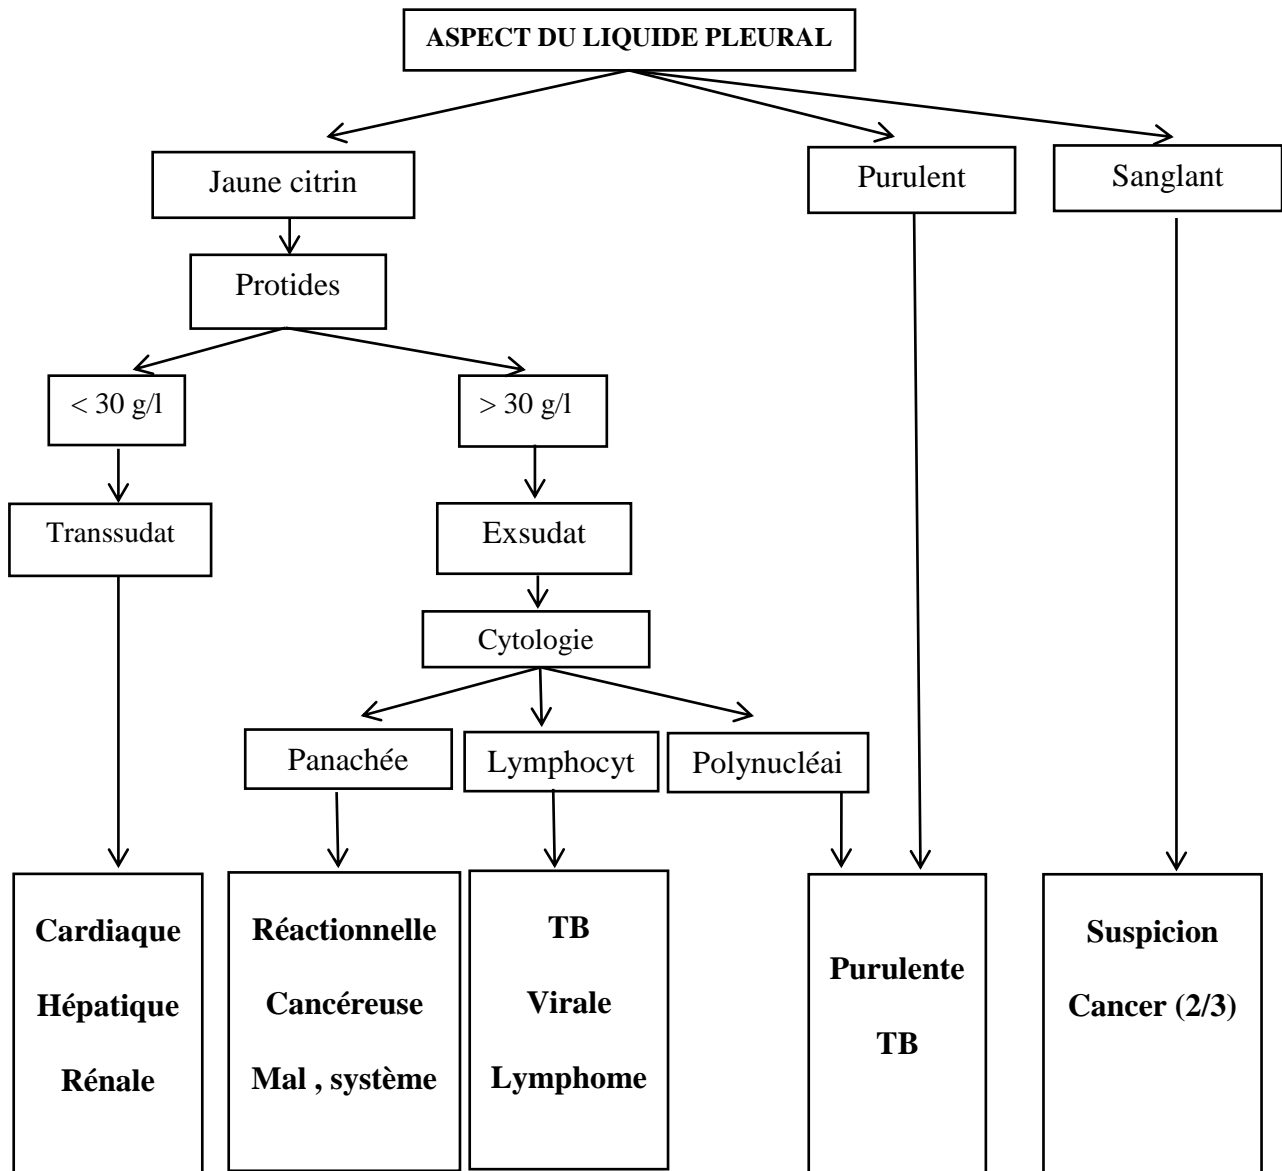 ASPECT DU LIQUIDE PLEURAL
Jaune citrin
Purulent
Sanglant
Protides
< 30 g/l
> 30 g/l
Transsudat
Exsudat
Cytologie
Panachée
Lymphocyt
Polynucléai
Cardiaque
Hépatique
Rénale
Réactionnelle
Cancéreuse
Mal , système
TB
Virale
Lymphome
Purulente
TB
Suspicion
Cancer (2/3)